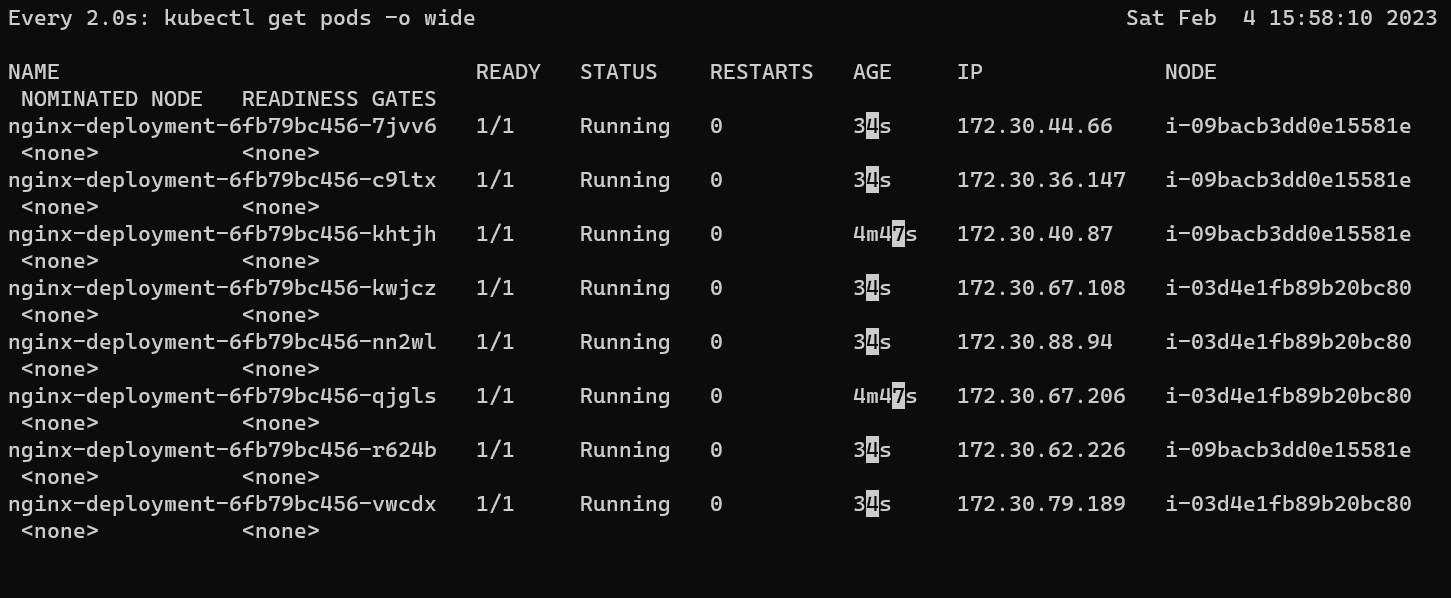 Every 2.0s: kubectl get pods -o wide                                                  Sat Feb  4 15:58:10 2023

NAME                                READY   STATUS    RESTARTS   AGE     IP              NODE
 NOMINATED NODE   READINESS GATES
nginx-deployment-6fb79bc456-7jvv6   1/1     Running   0          34s     172.30.44.66    i-09bacb3dd0e15581e
 <none>           <none>
nginx-deployment-6fb79bc456-c9ltx   1/1     Running   0          34s     172.30.36.147   i-09bacb3dd0e15581e
 <none>           <none>
nginx-deployment-6fb79bc456-khtjh   1/1     Running   0          4m47s   172.30.40.87    i-09bacb3dd0e15581e
 <none>           <none>
nginx-deployment-6fb79bc456-kwjcz   1/1     Running   0          34s     172.30.67.108   i-03d4e1fb89b20bc80
 <none>           <none>
nginx-deployment-6fb79bc456-nn2wl   1/1     Running   0          34s     172.30.88.94    i-03d4e1fb89b20bc80
 <none>           <none>
nginx-deployment-6fb79bc456-qjgls   1/1     Running   0          4m47s   172.30.67.206   i-03d4e1fb89b20bc80
 <none>           <none>
nginx-deployment-6fb79bc456-r624b   1/1     Running   0          34s     172.30.62.226   i-09bacb3dd0e15581e
 <none>           <none>
nginx-deployment-6fb79bc456-vwcdx   1/1     Running   0          34s     172.30.79.189   i-03d4e1fb89b20bc80
 <none>           <none>